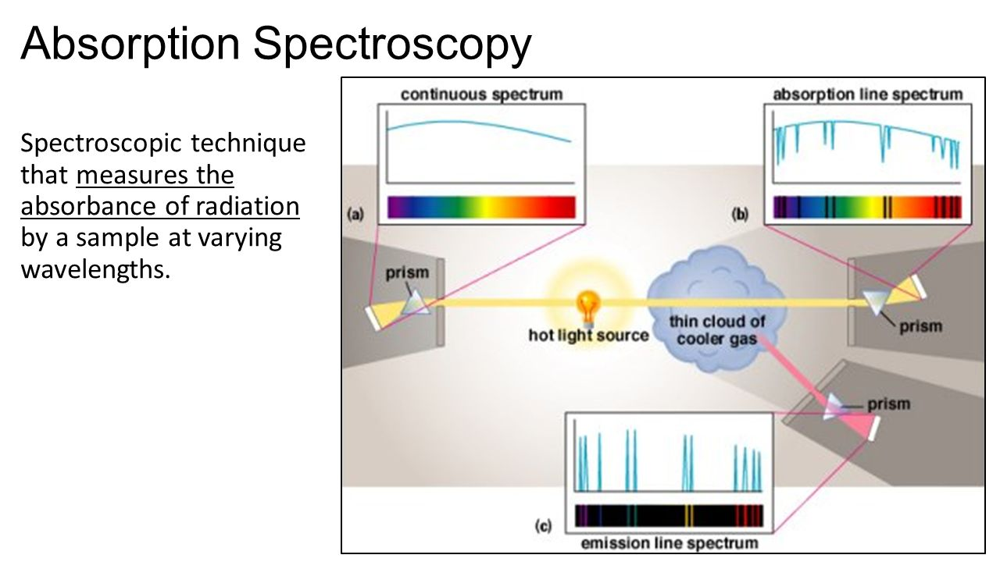 Absorption Spectroscopy
Spectroscopic technique
that measures the
absorbance of radiation
by a sample at varying
wavelengths.
continuous spectrum
(a)
absorption line spectrum
(b)
prism
hot light source
thin cloud of
cooler gas
prism
prism
(c)
emission line spectrum